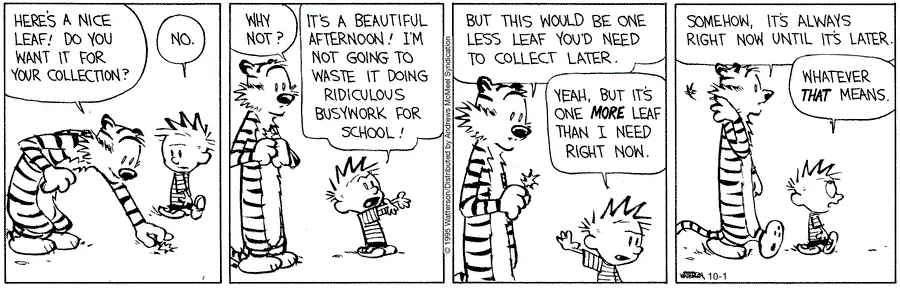 HERE'S A NICE
LEAF! DO YOU
WANT IT FOR
YOUR COLLECTION?
NO.
WHY
NOT?
IT'S A BEAUTIFUL
AFTERNOON! I'M
NOT GOING TO
WASTE IT DOING
RIDICULOUS
BUSYWORK FOR
SCHOOL!
© 1995 Watterson/Distributed by Andrews McMeel Syndication
BUT THIS WOULD BE ONE
LESS LEAF YOU'D NEED
TO COLLECT LATER.
YEAH, BUT IT'S
ONE MORE LEAF
THAN I NEED
RIGHT NOW.
SOMEHOW, IT'S ALWAYS
RIGHT NOW UNTIL IT'S LATER.
WHATEVER
THAT MEANS.
WATTERSON 10-1